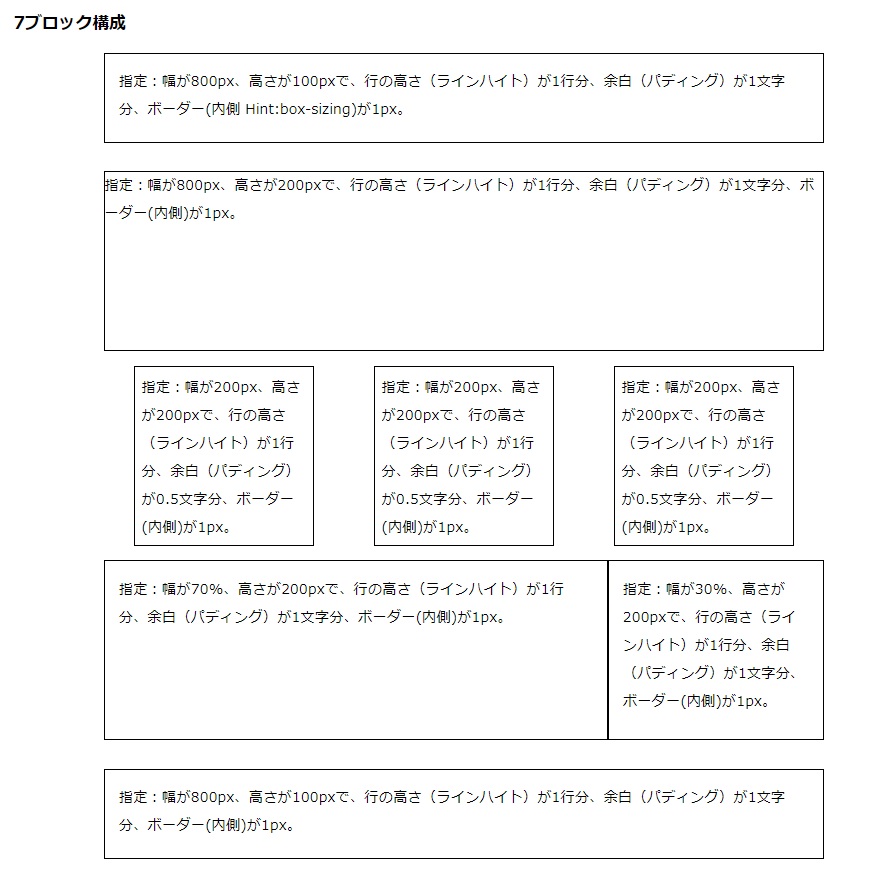 7ブロック構成
指定：幅が800px、高さが100pxで、行の高さ（ラインハイト）が1行分、余白（パディング）が1文字
分、ボーダー(内側 Hint:box-sizing)が1px。
指定：幅が800px、高さが200pxで、行の高さ（ラインハイト）が1行分、余白（パディング）が1文字分、ボ
ーダー(内側)が1px。
指定：幅が200px、高さ
が200pxで、行の高さ
（ラインハイト）が1行
分、余白（パディング）
が0.5文字分、ボーダー
(内側)が1px。
指定：幅が200px、高さ
が200pxで、行の高さ
（ラインハイト）が1行
分、余白（パディング）
が0.5文字分、ボーダー
(内側)が1px。
指定：幅が200px、高さ
が200pxで、行の高さ
（ラインハイト）が1行
分、余白（パディング）
が0.5文字分、ボーダー
(内側)が1px。
指定：幅が70%、高さが200pxで、行の高さ（ラインハイト）が1行
分、余白（パディング）が1文字分、ボーダー(内側)が1px。
指定：幅が30%、高さが
200pxで、行の高さ（ライ
ンハイト）が1行分、余白
（パディング）が1文字分、
ボーダー(内側)が1px。
指定：幅が800px、高さが100pxで、行の高さ（ラインハイト）が1行分、余白（パディング）が1文字
分、ボーダー(内側)が1px。